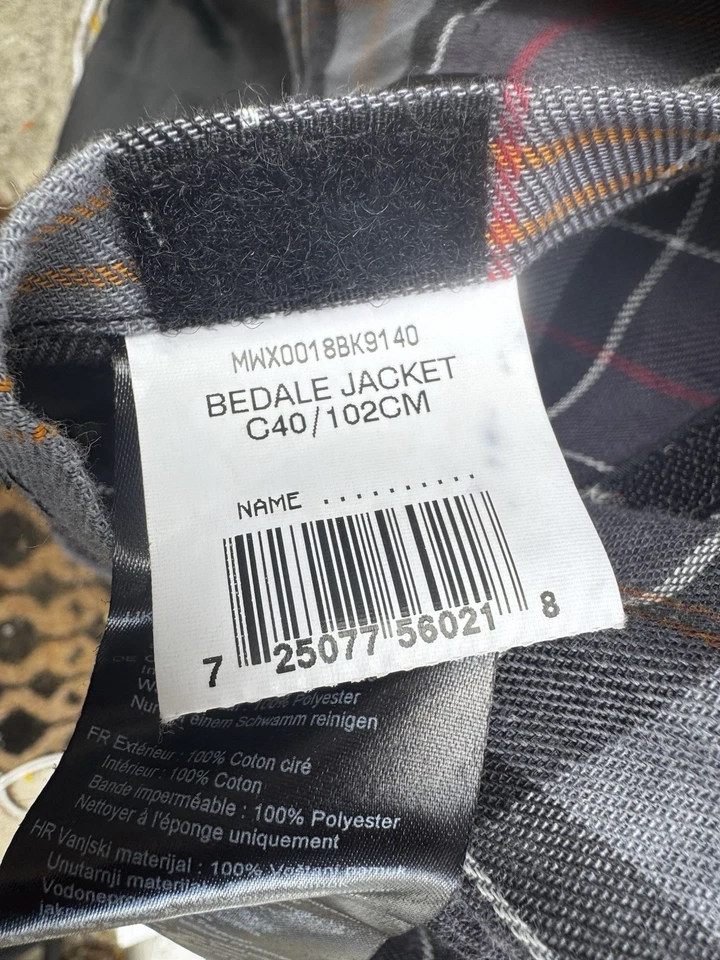 MWX0018BK9140
BEDALE JACKET
C40/102CM
NAME ..........
7 25077 56021 8
100% Polyester
einem Schwamm reinigen
FR Extérieur : 100% Coton ciré
Intérieur : 100% Coton
Bande imperméable : 100% Polyester
Nettoyer à l'éponge uniquement
HR Vanjski materijal : 100% Voštani pamuk
Unutarnji materijal